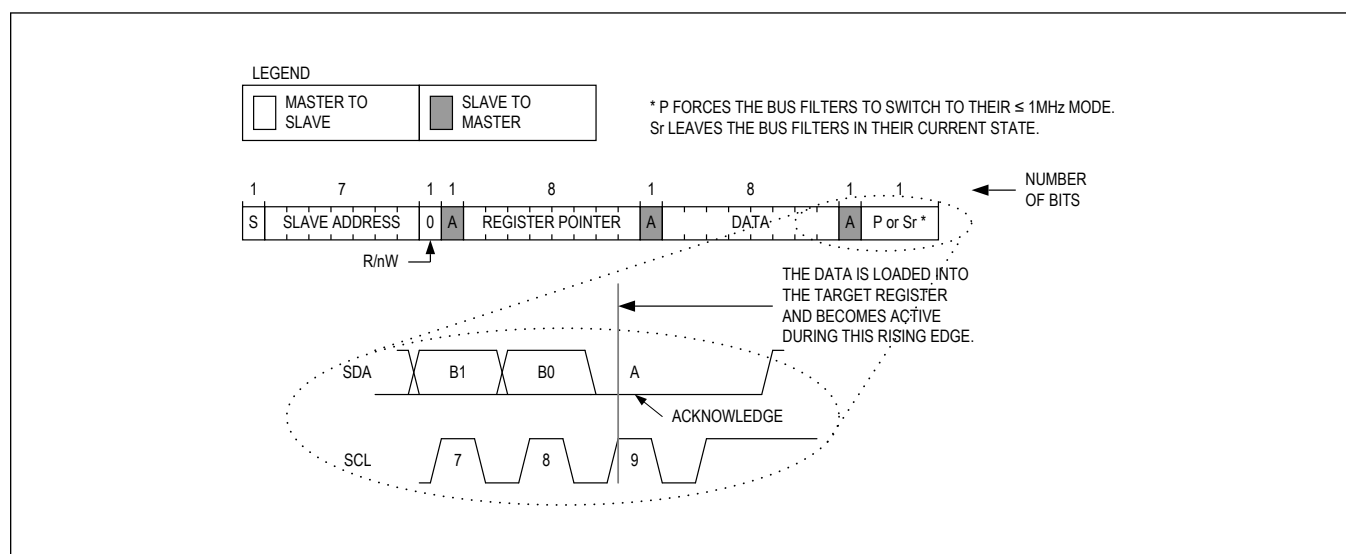 LEGEND
MASTER TO
SLAVE
SLAVE TO
MASTER
* P FORCES THE BUS FILTERS TO SWITCH TO THEIR ≤ 1MHz MODE.
Sr LEAVES THE BUS FILTERS IN THEIR CURRENT STATE.
1 7 1 1 8 1 8 1 1
NUMBER
OF BITS
S SLAVE ADDRESS 0 A REGISTER POINTER A DATA A P or Sr *
R/nW
THE DATA IS LOADED INTO
THE TARGET REGISTER
AND BECOMES ACTIVE
DURING THIS RISING EDGE.
SDA B1 B0 A
ACKNOWLEDGE
SCL 7 8 9